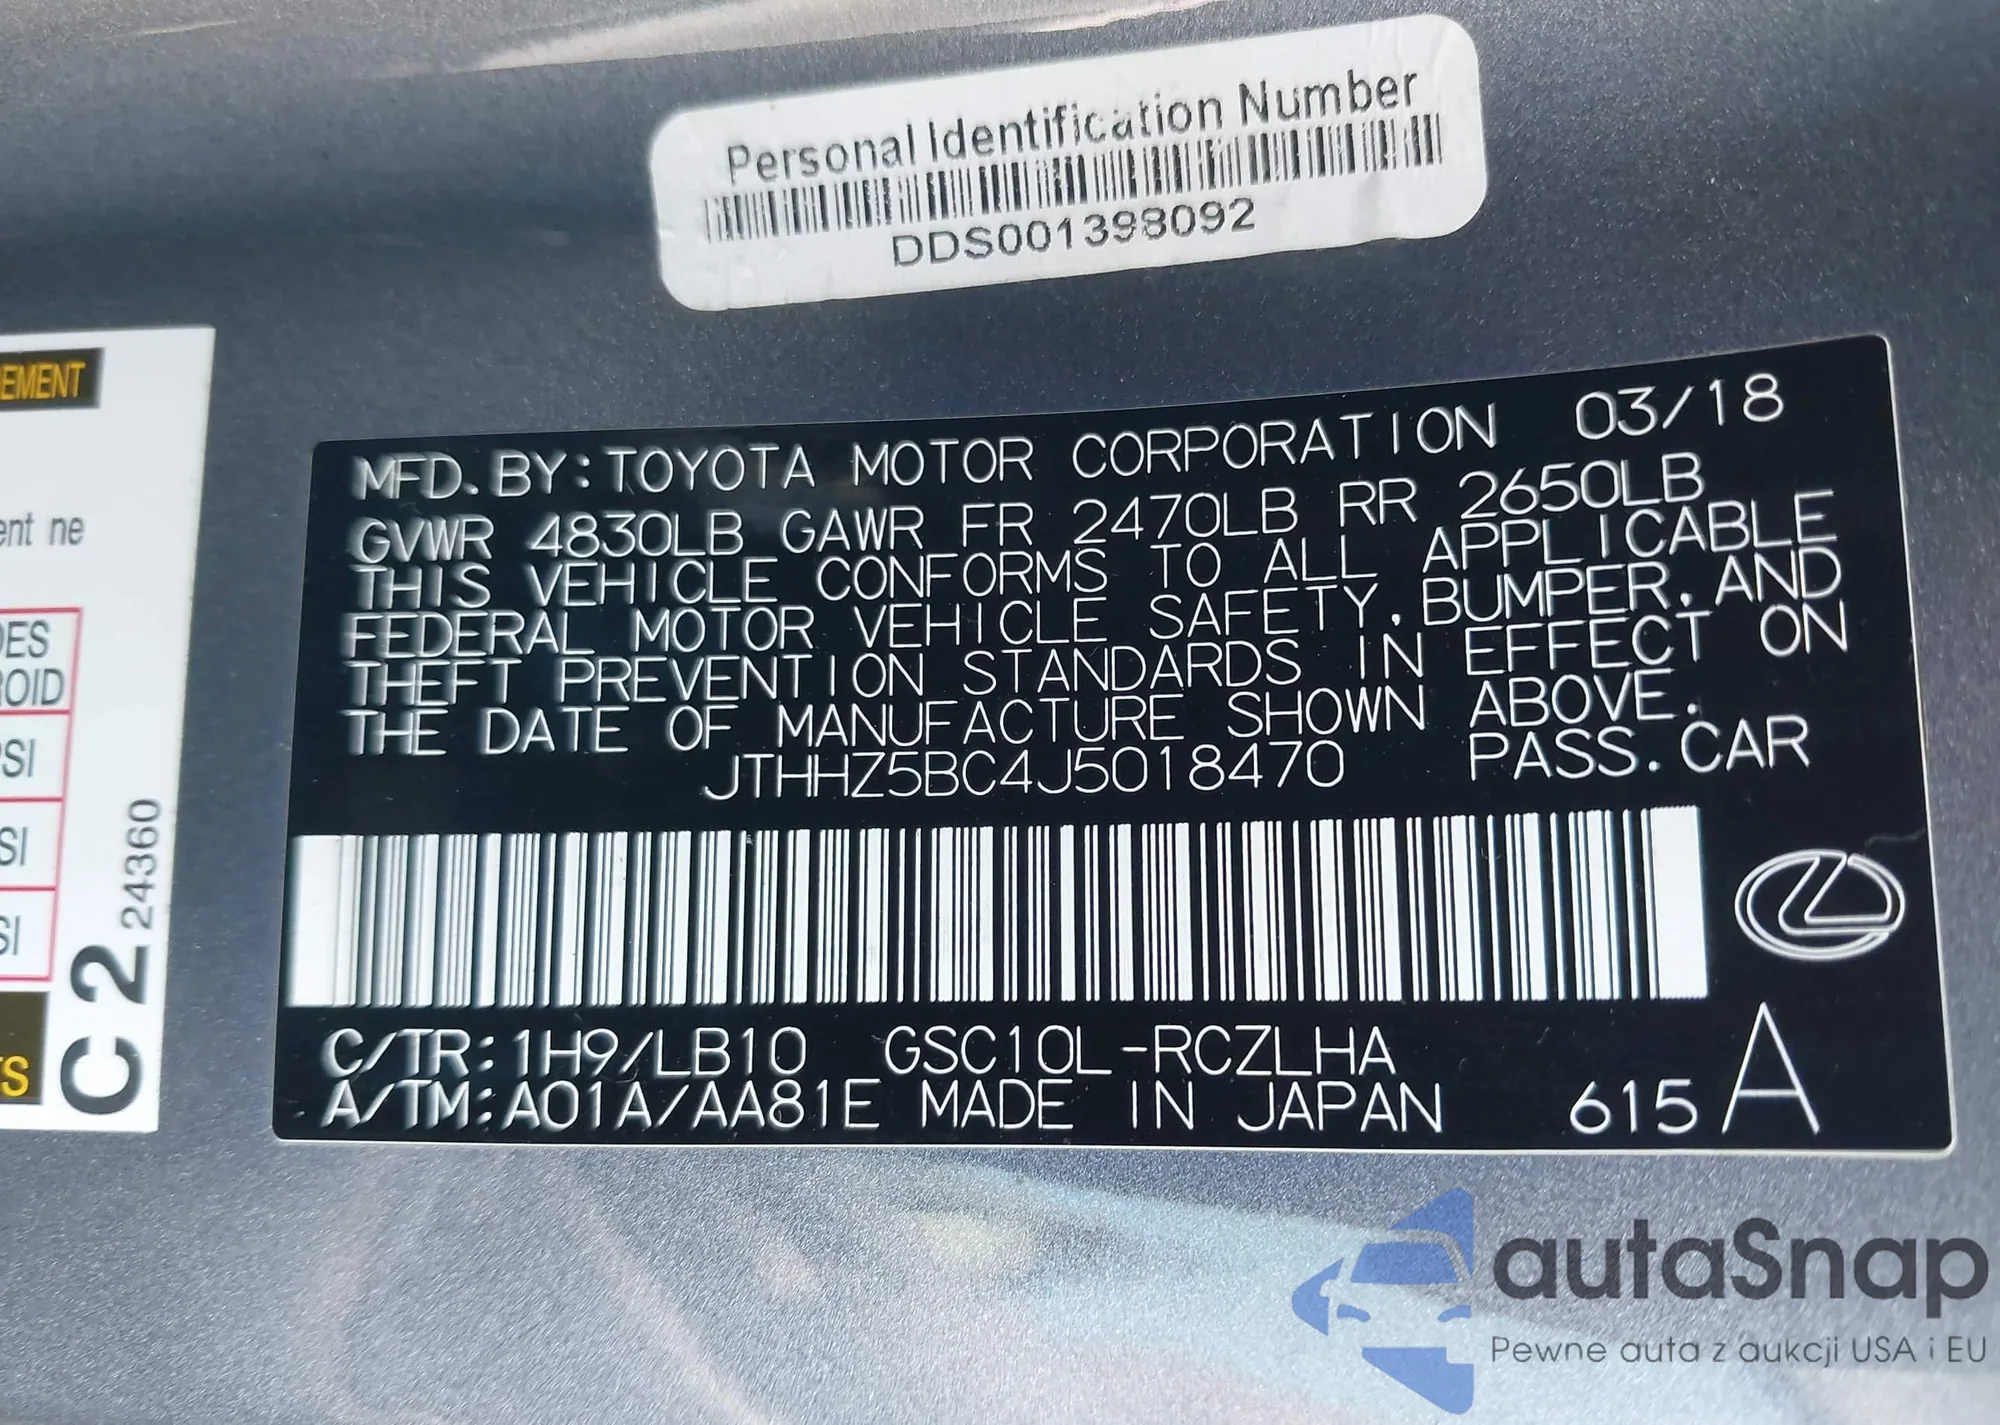 Personal Identification Number
DDS001398092
EMENT
ent ne
DES
ROID
SI
SI
SI
TS
C2 24360
MFD. BY: TOYOTA MOTOR CORPORATION 03/18
GVWR 4830LB GAWR FR 2470LB RR 2650LB
THIS VEHICLE CONFORMS TO ALL APPLICABLE
FEDERAL MOTOR VEHICLE SAFETY, BUMPER, AND
THEFT PREVENTION STANDARDS IN EFFECT ON
THE DATE OF MANUFACTURE SHOWN ABOVE.
JTHHZ5BC4J5018470 PASS. CAR
C/TR: 1H9/LB10 GSC10L-RCZLHA
A/TM: A01A/AA81E MADE IN JAPAN 615 A
autaSnap
Pewne auta z aukcji USA i EU